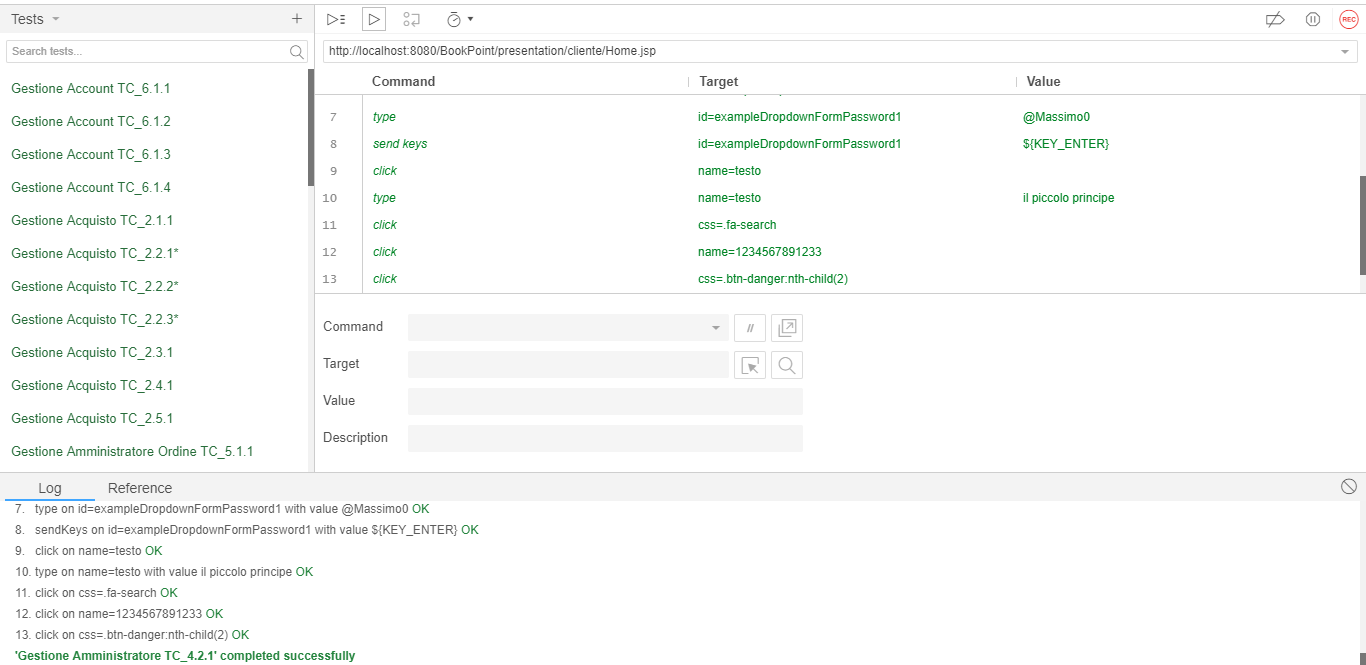 Tests
+
REC
Search tests...
http://localhost:8080/BookPoint/presentation/cliente/Home.jsp
Command Target Value
Gestione Account TC_6.1.1
Gestione Account TC_6.1.2
Gestione Account TC_6.1.3
Gestione Account TC_6.1.4
Gestione Acquisto TC_2.1.1
Gestione Acquisto TC_2.2.1*
Gestione Acquisto TC_2.2.2*
Gestione Acquisto TC_2.2.3*
Gestione Acquisto TC_2.3.1
Gestione Acquisto TC_2.4.1
Gestione Acquisto TC_2.5.1
Gestione Amministratore Ordine TC_5.1.1
7 type id=exampleDropdownFormPassword1 @Massimo0
8 send keys id=exampleDropdownFormPassword1 ${KEY_ENTER}
9 click name=testo
10 type name=testo il piccolo principe
11 click css=.fa-search
12 click name=1234567891233
13 click css=.btn-danger:nth-child(2)
Command //
Target
Value
Description
Log Reference
7. type on id=exampleDropdownFormPassword1 with value @Massimo0 OK
8. sendKeys on id=exampleDropdownFormPassword1 with value ${KEY_ENTER} OK
9. click on name=testo OK
10. type on name=testo with value il piccolo principe OK
11. click on css=.fa-search OK
12. click on name=1234567891233 OK
13. click on css=.btn-danger:nth-child(2) OK
'Gestione Amministratore TC_4.2.1' completed successfully